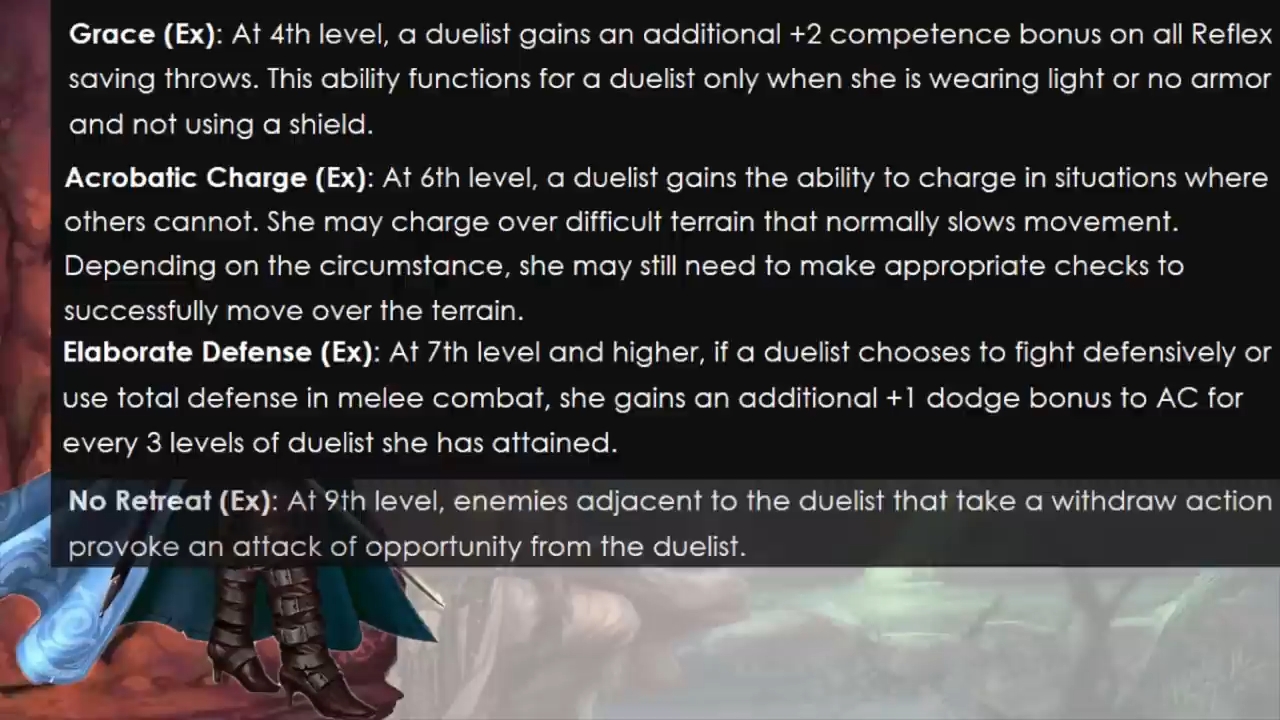 Grace (Ex): At 4th level, a duelist gains an additional +2 competence bonus on all Reflex
saving throws. This ability functions for a duelist only when she is wearing light or no armor
and not using a shield.
Acrobatic Charge (Ex): At 6th level, a duelist gains the ability to charge in situations where
others cannot. She may charge over difficult terrain that normally slows movement.
Depending on the circumstance, she may still need to make appropriate checks to
successfully move over the terrain.
Elaborate Defense (Ex): At 7th level and higher, if a duelist chooses to fight defensively or
use total defense in melee combat, she gains an additional +1 dodge bonus to AC for
every 3 levels of duelist she has attained.
No Retreat (Ex): At 9th level, enemies adjacent to the duelist that take a withdraw action
provoke an attack of opportunity from the duelist.